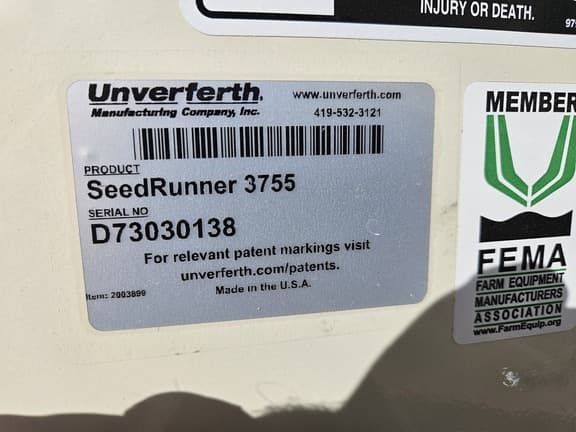 INJURY OR DEATH.
Unverferth.
www.unverferth.com
Manufacturing Company, Inc.
419-532-3121
PRODUCT
SeedRunner 3755
SERIAL NO
D73030138
For relevant patent markings visit
unverferth.com/patents.
Made in the U.S.A.
Item: 2003899
MEMBER
FEMA
FARM EQUIPMENT
MANUFACTURERS
ASSOCIATION
www.FarmEquip.org